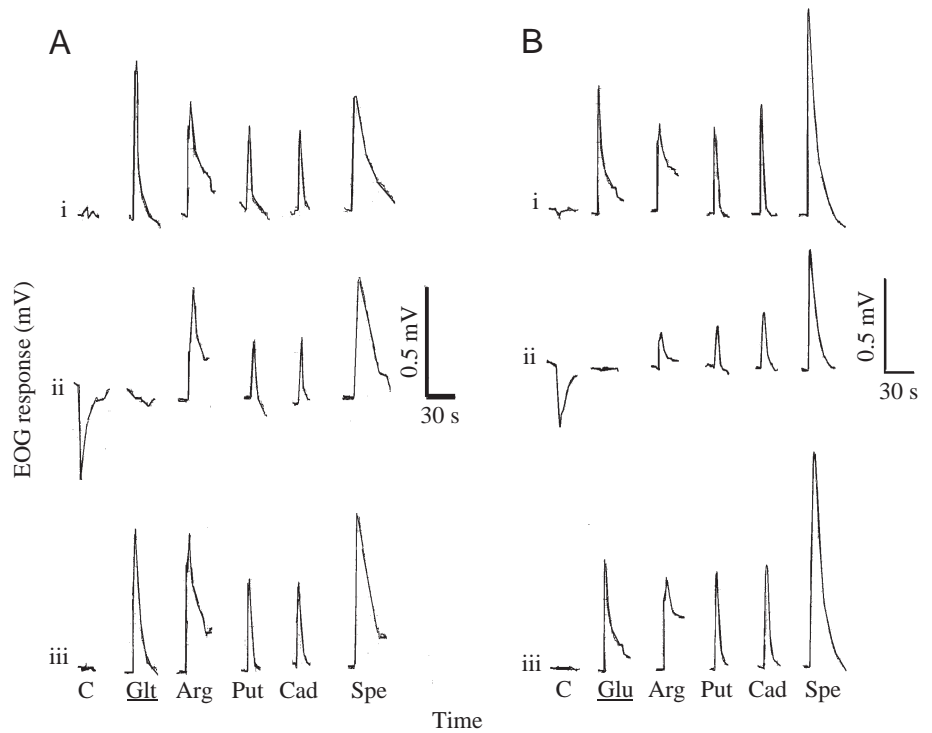 A
B
EOG response (mV)
i
i
ii
0.5 mV
30 s
ii
0.5 mV
30 s
iii
C Glt Arg Put Cad Spe
iii
C Glu Arg Put Cad Spe
Time